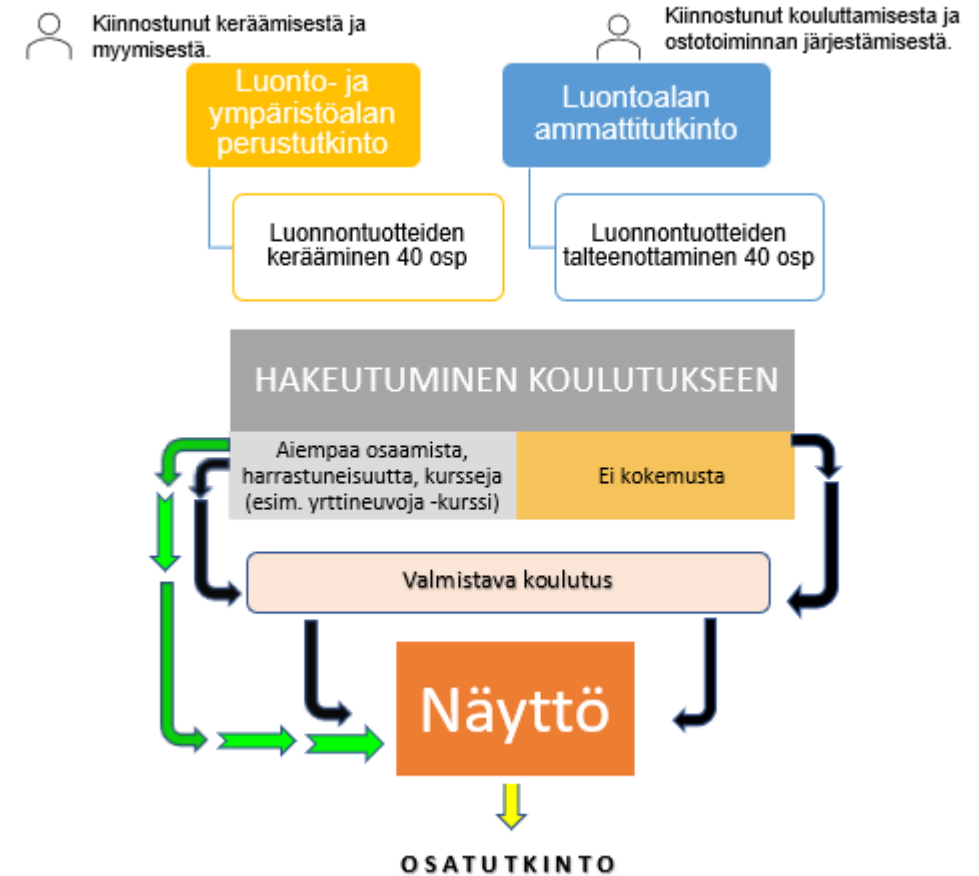 Kiinnostunut keräämisestä ja
myymisestä.
Kiinnostunut kouluttamisesta ja
ostotoiminnan järjestämisestä.
Luonto- ja
ympäristöalan
perustutkinto
Luontoalan
ammattitutkinto
Luonnontuotteiden
kerääminen 40 osp
Luonnontuotteiden
talteenottaminen 40 osp
HAKEUTUMINEN KOULUTUKSEEN
Aiempaa osaamista,
harrastuneisuutta, kursseja
(esim. yrttineuvoja -kurssi)
Ei kokemusta
Valmistava koulutus
Näyttö
OSATUTKINTO